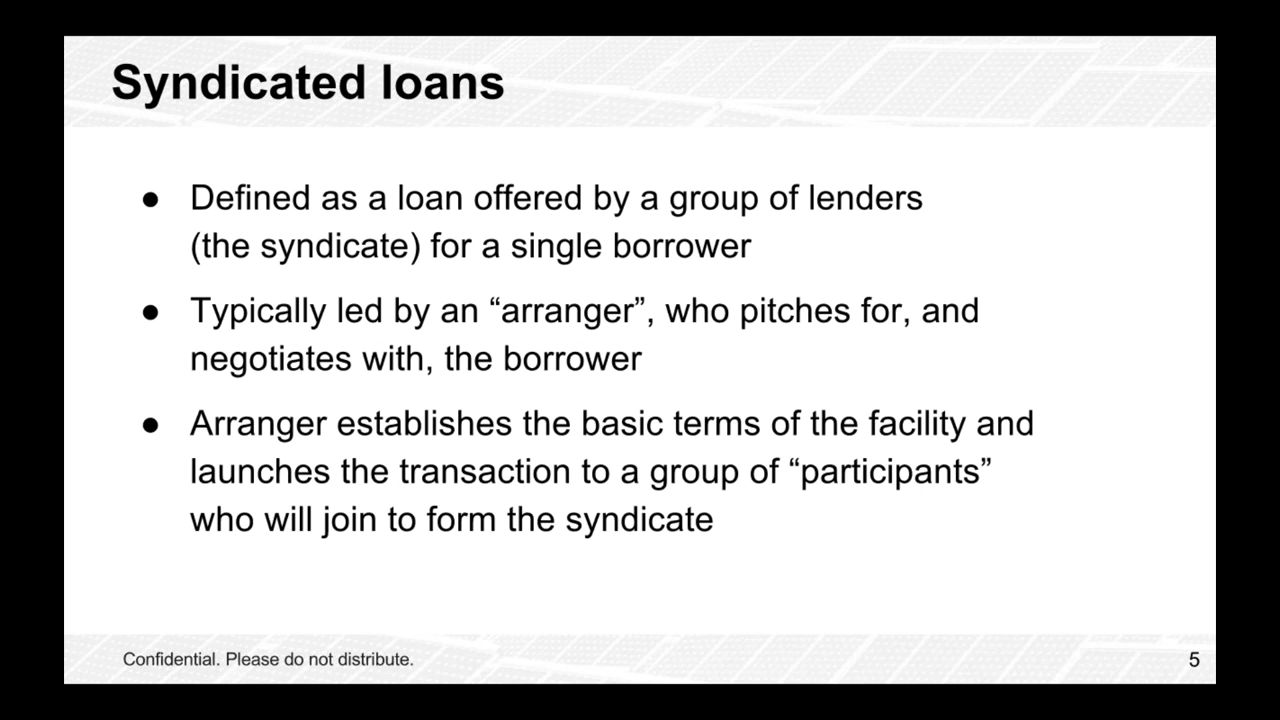 Syndicated loans
● Defined as a loan offered by a group of lenders
(the syndicate) for a single borrower
● Typically led by an “arranger”, who pitches for, and
negotiates with, the borrower
● Arranger establishes the basic terms of the facility and
launches the transaction to a group of “participants”
who will join to form the syndicate
Confidential. Please do not distribute.
5